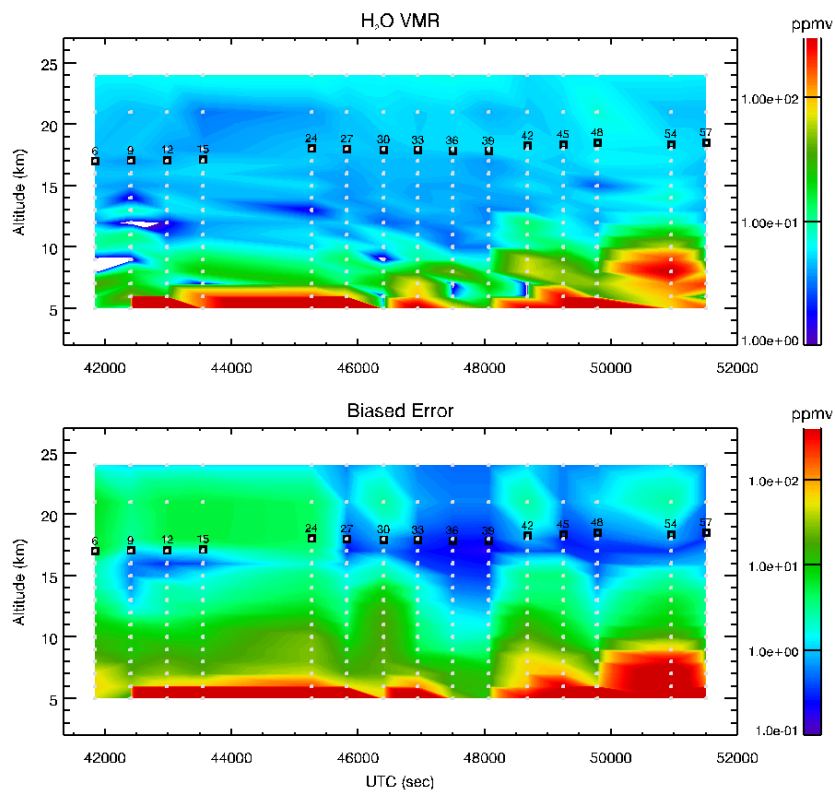 H₂O VMR
ppmv
25
20
15
10
5
Altitude (km)
6 9 12 15 24 27 30 33 36 39 42 45 48 54 57
1.00e+02
1.00e+01
1.00e+00
42000 44000 46000 48000 50000 52000
Biased Error
ppmv
25
20
15
10
5
Altitude (km)
6 9 12 15 24 27 30 33 36 39 42 45 48 54 57
1.0e+02
1.0e+01
1.0e+00
1.0e-01
42000 44000 46000 48000 50000 52000
UTC (sec)